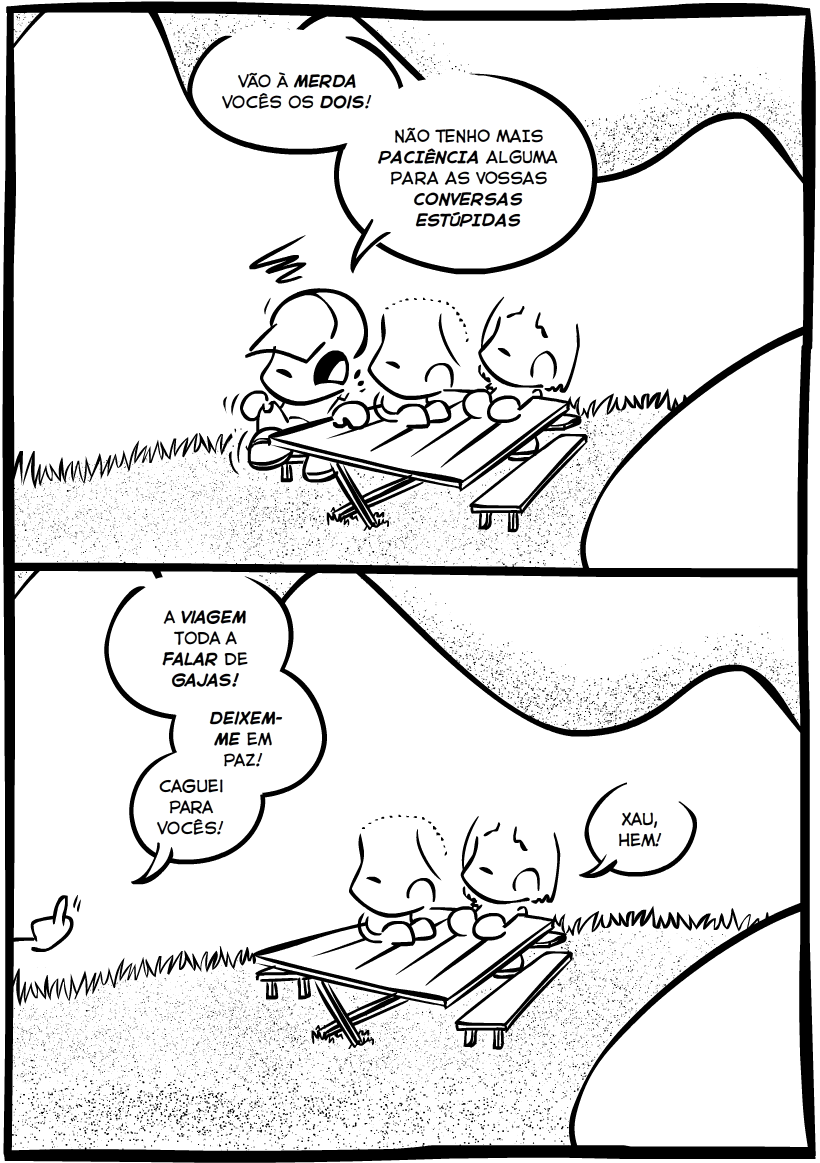 VÃO À MERDA
VOCÊS OS DOIS!
NÃO TENHO MAIS
PACIÊNCIA ALGUMA
PARA AS VOSSAS
CONVERSAS
ESTÚPIDAS
A VIAGEM
TODA A
FALAR DE
GAJAS!
DEIXEM-
ME EM
PAZ!
CAGUEI
PARA
VOCÊS!
XAU,
HEM!